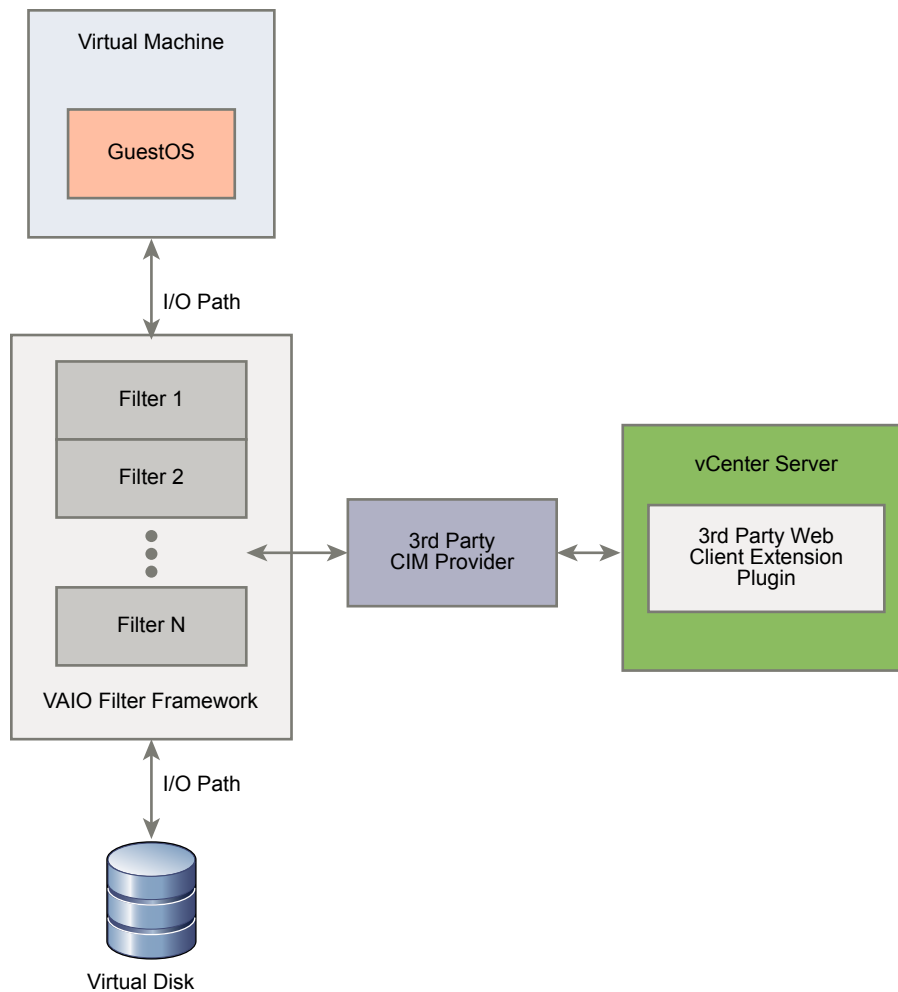 Virtual Machine
GuestOS
I/O Path
Filter 1
Filter 2
Filter N
VAIO Filter Framework
3rd Party
CIM Provider
vCenter Server
3rd Party Web
Client Extension
Plugin
I/O Path
Virtual Disk